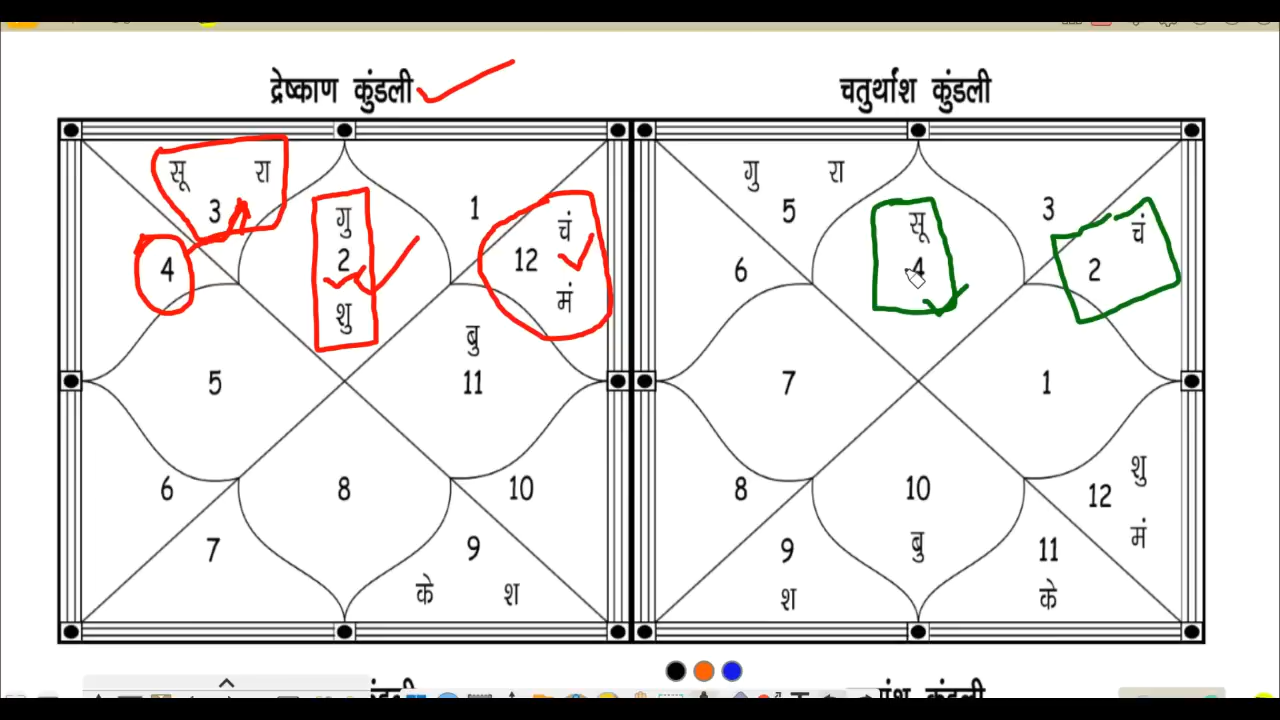 द्रेष्काण कुंडली
चतुर्थाश कुंडली
सू रा
3
गु
2
शु
1
चं
12
मं
4
बु
11
5
6
8
10
7
9
के श
गु रा
5
सू
4
3
चं
2
6
7
1
8
10
बु
शु
12
मं
9
श
11
के